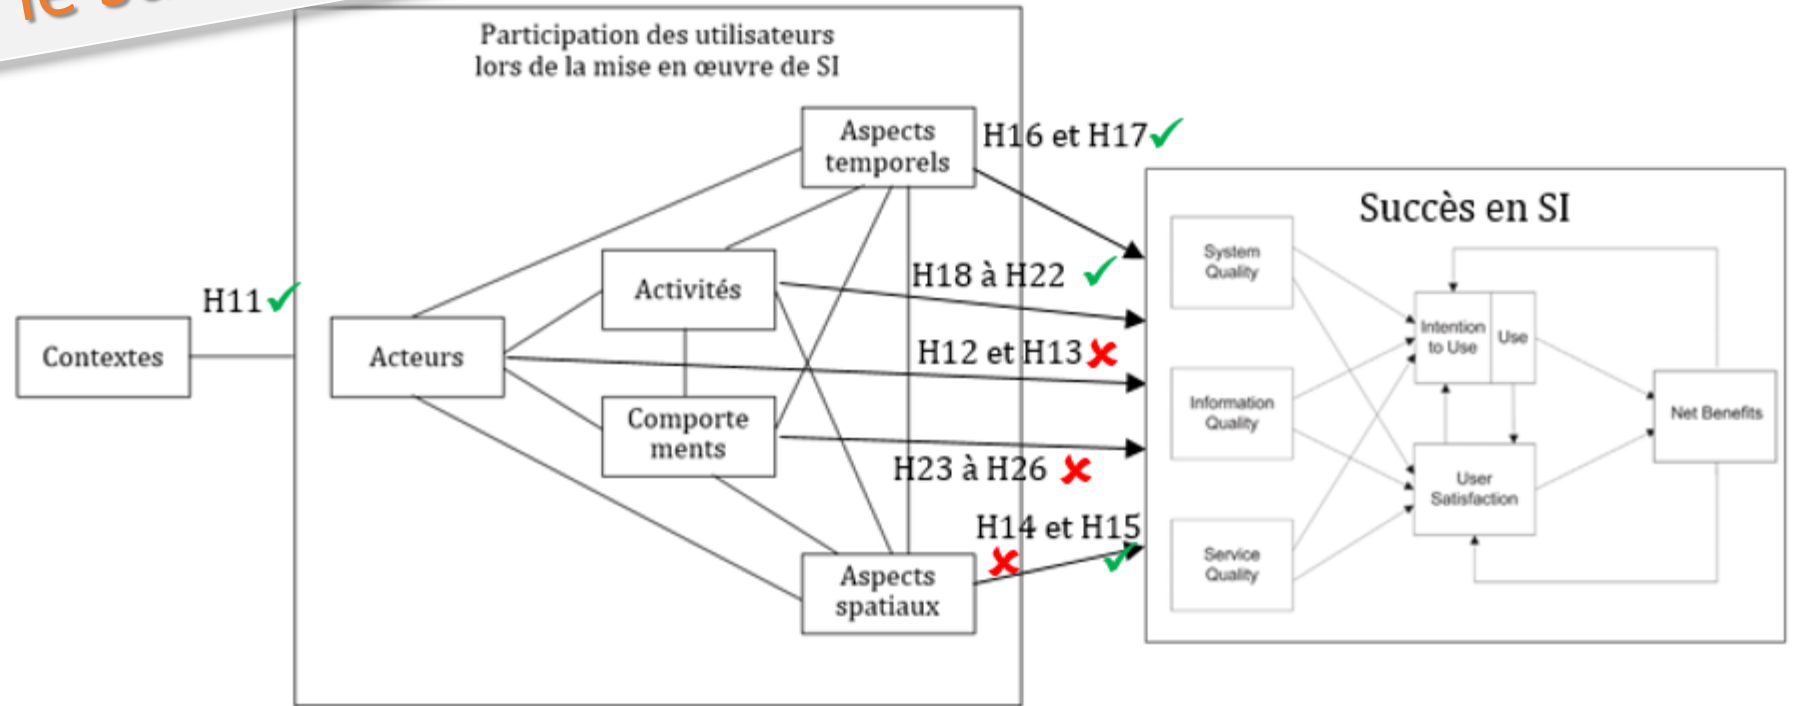 le
Participation des utilisateurs
lors de la mise en œuvre de SI
Aspects
temporels
H16 et H17
Succès en SI
System
Quality
H18 à H22
Activités
H11
Intention
to Use
Use
Contextes
Acteurs
H12 et H13
Information
Quality
Net Benefits
Comporte
ments
H23 à H26
User
Satisfaction
H14 et H15
Service
Quality
Aspects
spatiaux